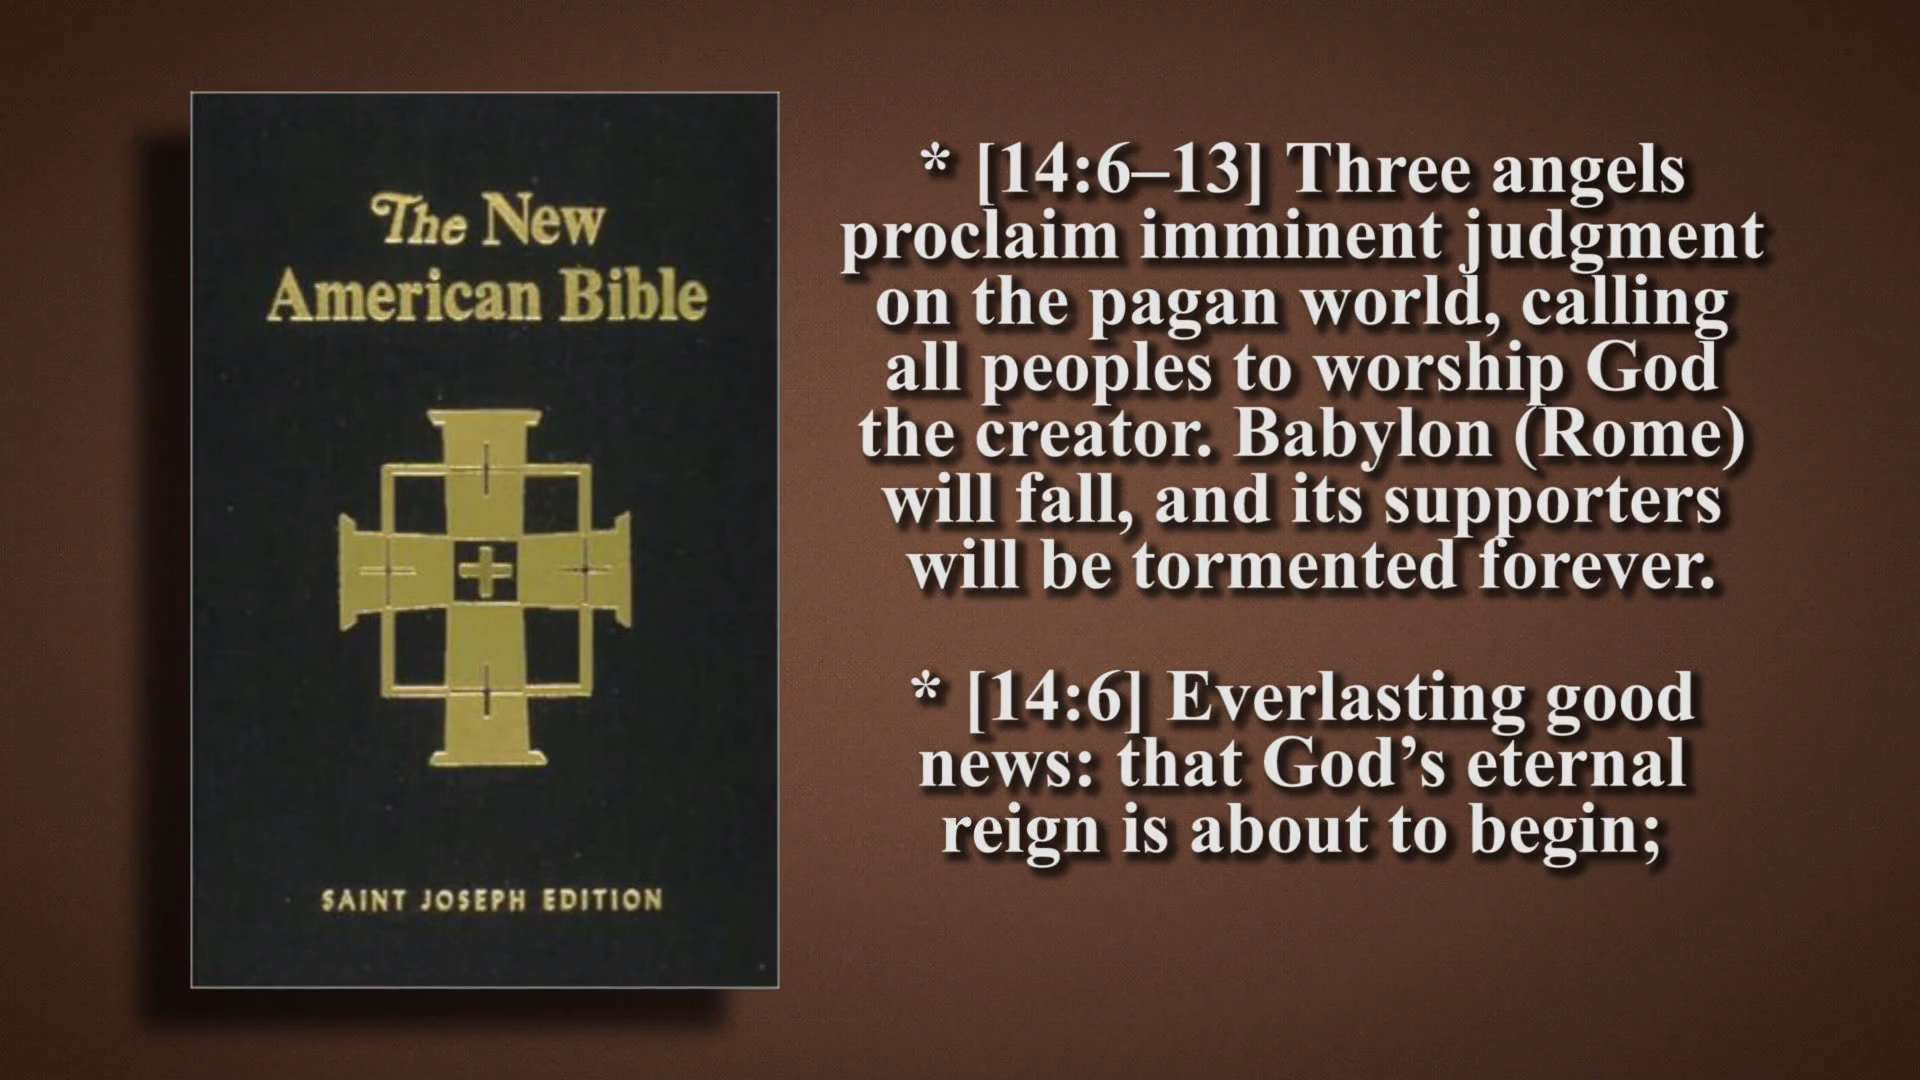 The New
American Bible
SAINT JOSEPH EDITION
* [14:6–13] Three angels
proclaim imminent judgment
on the pagan world, calling
all peoples to worship God
the creator. Babylon (Rome)
will fall, and its supporters
will be tormented forever.
* [14:6] Everlasting good
news: that God’s eternal
reign is about to begin;